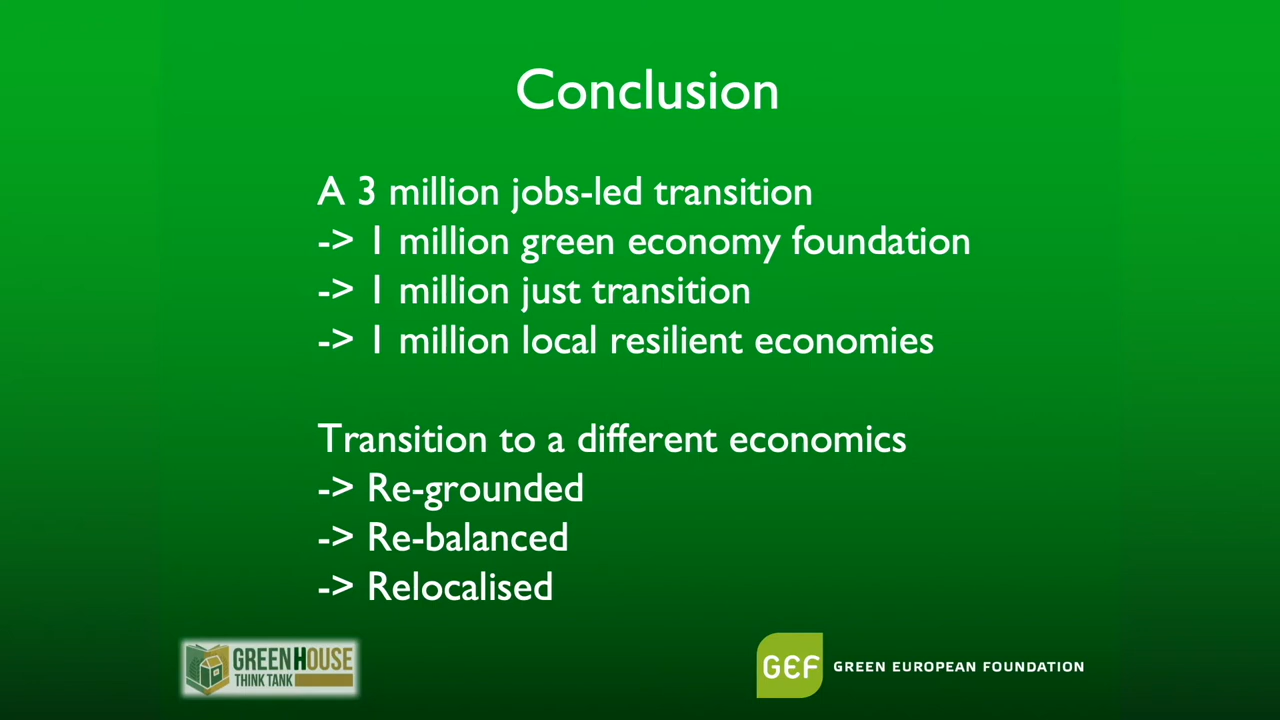 Conclusion
A 3 million jobs-led transition
-> 1 million green economy foundation
-> 1 million just transition
-> 1 million local resilient economies
Transition to a different economics
-> Re-grounded
-> Re-balanced
-> Relocalised
GREEN HOUSE
THINK TANK
GEF GREEN EUROPEAN FOUNDATION